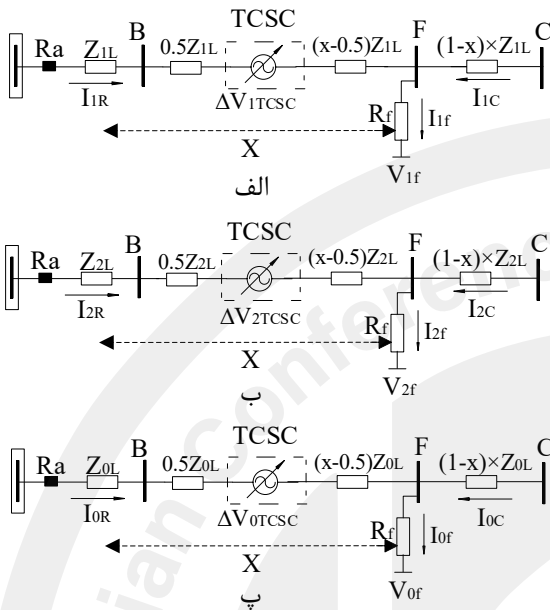 TCSC
Ra Z1L B 0.5Z1L (x-0.5)Z1L F (1-x)×Z1L C
I1R ΔV1TCSC Rf I1f I1C
X
V1f
الف
TCSC
Ra Z2L B 0.5Z2L (x-0.5)Z2L F (1-x)×Z2L C
I2R ΔV2TCSC Rf I2f I2C
X
V2f
ب
TCSC
Ra Z0L B 0.5Z0L (x-0.5)Z0L F (1-x)×Z0L C
I0R ΔV0TCSC Rf I0f I0C
X
V0f
پ
ian Conference